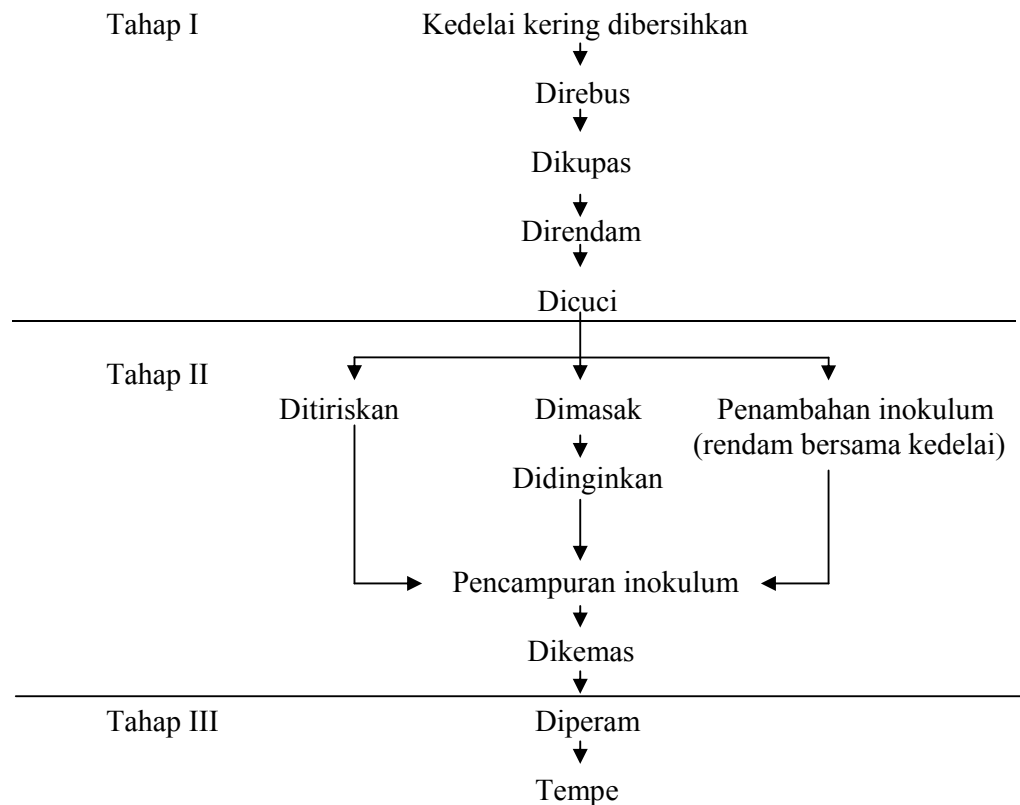 Tahap I
Kedelai kering dibersihkan
Direbus
Dikupas
Direndam
Dicuci
Tahap II
Ditiriskan
Dimasak
Penambahan inokulum
(rendam bersama kedelai)
Didinginkan
Pencampuran inokulum
Dikemas
Tahap III
Diperam
Tempe